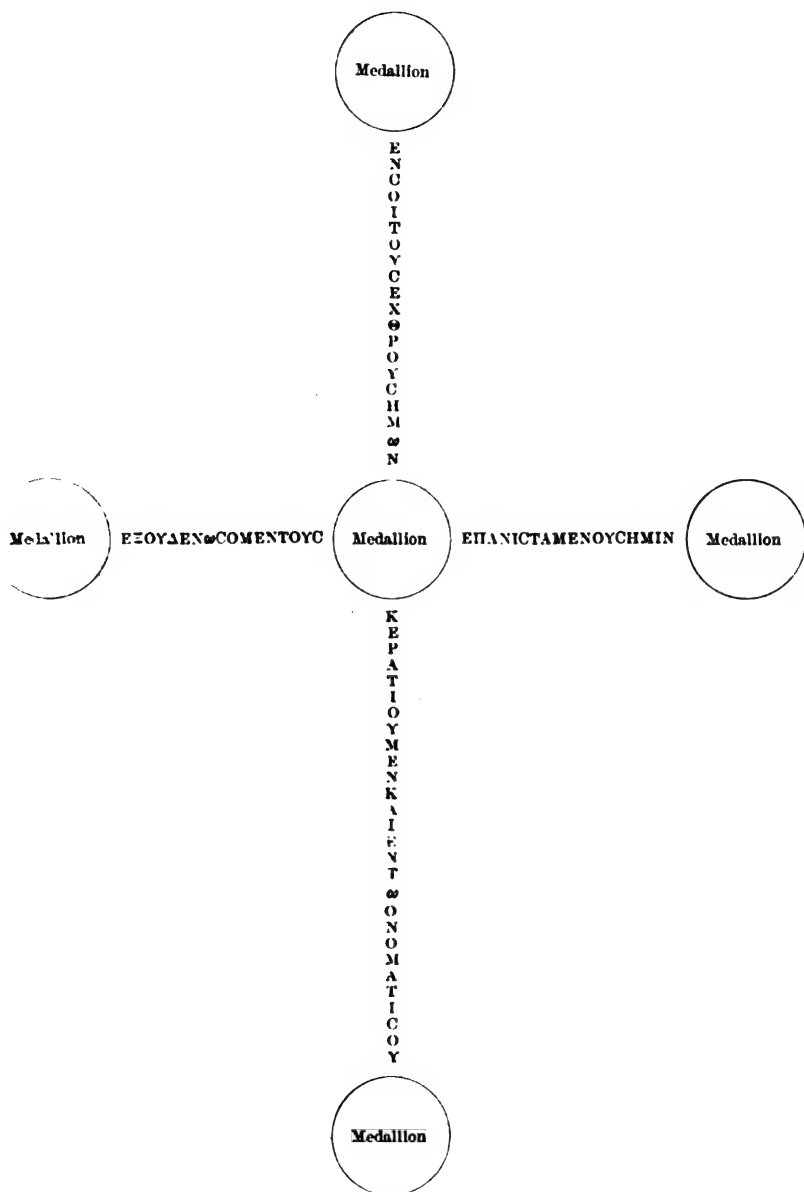 Medallion
ΕΝCΟΙΤΟΥCΕΧΘΡΟΥCΗΜωΝ
Medallion ΕΞΟΥΔΕΝωCΟΜΕΝΤΟΥC Medallion ΕΠΑΝΙCΤΑΜΕΝΟΥCΗΜΙΝ Medallion
ΚΕΡΑΤΙΟΥΜΕΝΚΑΙΕΝΤωΟΝΟΜΑΤΙCΟΥ
Medallion